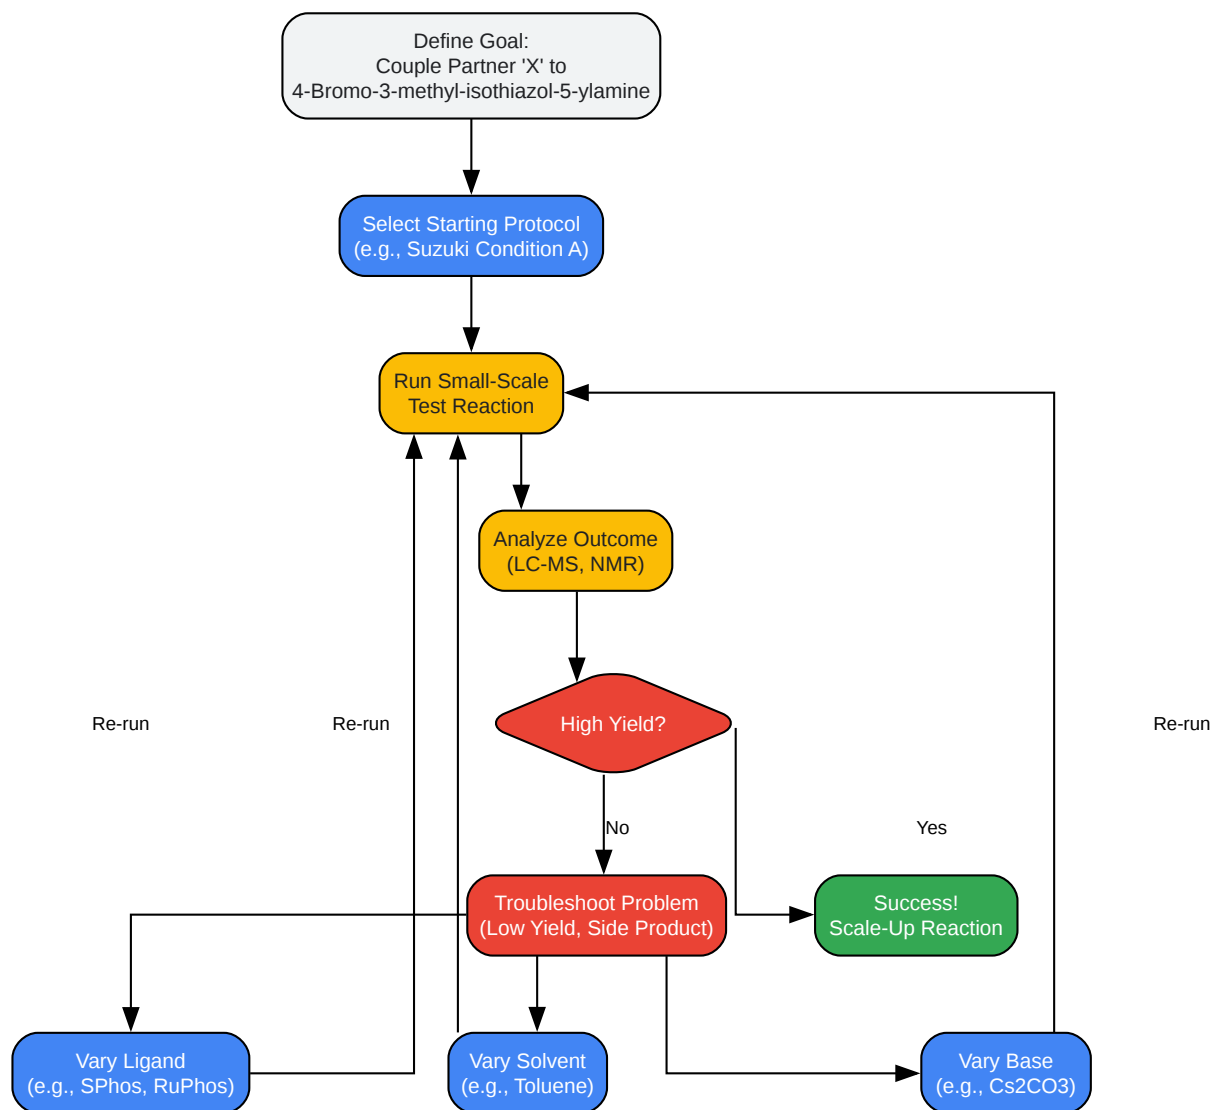 Define Goal:
Couple Partner 'X' to
4-Bromo-3-methyl-isothiazol-5-ylamine
Select Starting Protocol
(e.g., Suzuki Condition A)
Run Small-Scale
Test Reaction
Analyze Outcome
(LC-MS, NMR)
Re-run
Re-run
High Yield?
Re-run
No
Yes
Troubleshoot Problem
(Low Yield, Side Product)
Success!
Scale-Up Reaction
Vary Ligand
(e.g., SPhos, RuPhos)
Vary Solvent
(e.g., Toluene)
Vary Base
(e.g., Cs2CO3)